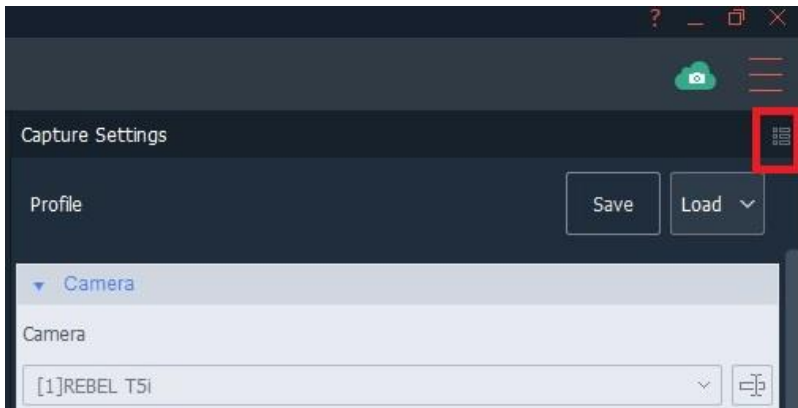 ?
Capture Settings
Profile
Save
Load
Camera
Camera
[1]REBEL T5i